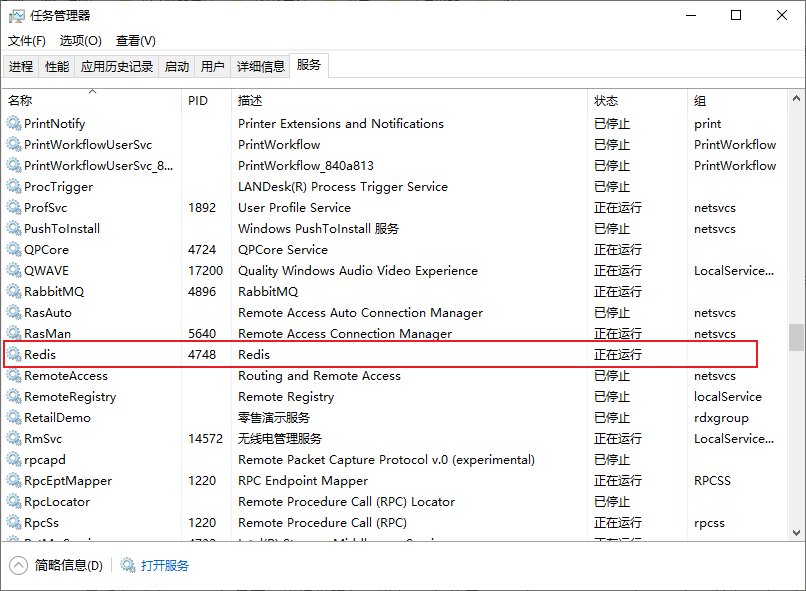 任务管理器
文件(F) 选项(O) 查看(V)
进程 性能 应用历史记录 启动 用户 详细信息 服务
名称 PID 描述 状态 组
PrintNotify Printer Extensions and Notifications 已停止 print
PrintWorkflowUserSvc PrintWorkflow 已停止 PrintWorkflow
PrintWorkflowUserSvc_8... PrintWorkflow_840a813 已停止 PrintWorkflow
ProcTrigger LANDesk(R) Process Trigger Service 已停止
ProfSvc 1892 User Profile Service 正在运行 netsvcs
PushToInstall Windows PushToInstall 服务 已停止 netsvcs
QPCore 4724 QPCore Service 正在运行
QWAVE 17200 Quality Windows Audio Video Experience 正在运行 LocalService...
RabbitMQ 4896 RabbitMQ 正在运行
RasAuto Remote Access Auto Connection Manager 已停止 netsvcs
RasMan 5640 Remote Access Connection Manager 正在运行 netsvcs
Redis 4748 Redis 正在运行
RemoteAccess Routing and Remote Access 已停止 netsvcs
RemoteRegistry Remote Registry 已停止 localService
RetailDemo 零售演示服务 已停止 rdxgroup
RmSvc 14572 无线电管理服务 正在运行 LocalService...
rpcapd Remote Packet Capture Protocol v.0 (experimental) 已停止
RpcEptMapper 1220 RPC Endpoint Mapper 正在运行 RPCSS
RpcLocator Remote Procedure Call (RPC) Locator 已停止
RpcSs 1220 Remote Procedure Call (RPC) 正在运行 rpcss
简略信息(D) 打开服务